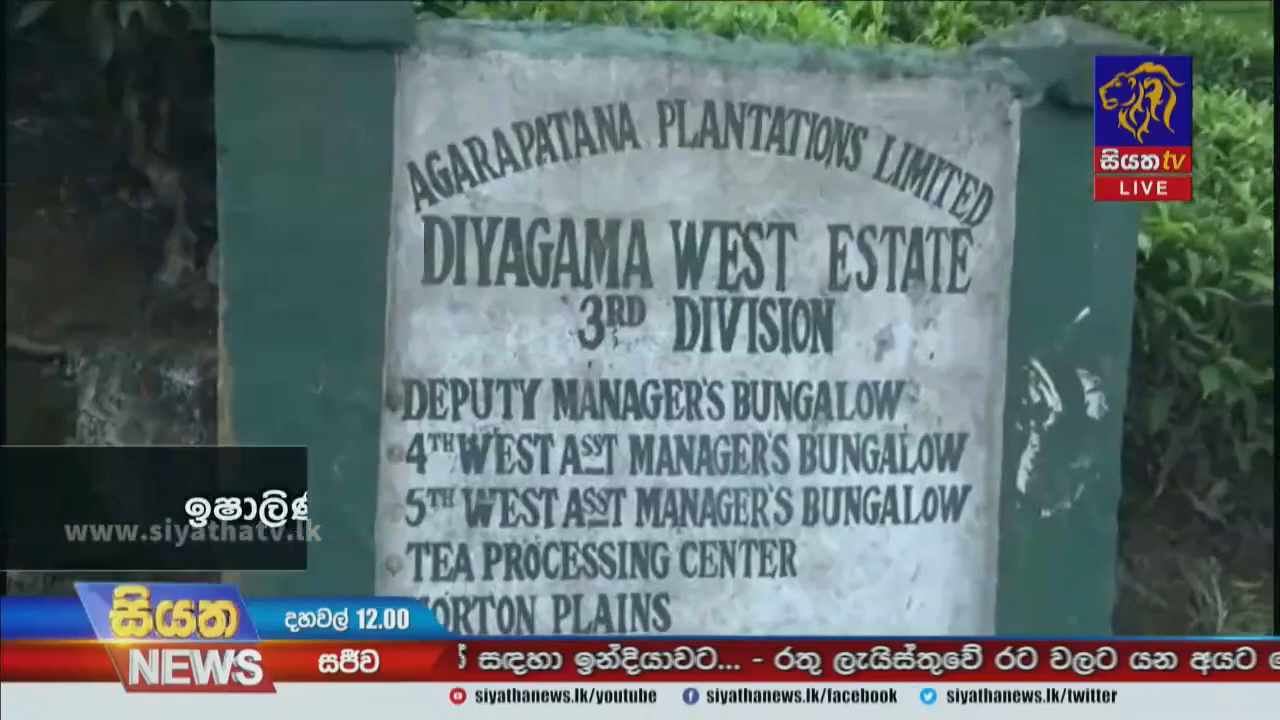 AGARAPATANA PLANTATIONS LIMITED
DIYAGAMA WEST ESTATE
3RD DIVISION
DEPUTY MANAGER'S BUNGALOW
4TH WEST ASST MANAGER'S BUNGALOW
5TH WEST ASST MANAGER'S BUNGALOW
TEA PROCESSING CENTER
PLAINS
සියත tv
LIVE
ඉෂාලි
www.siyathatv.lk
සියත
NEWS
දහවල් 12.00
සජීව
සඳහා ඉන්දියාවට... - රතු ලැයිස්තුවේ රට වලට යන අයට
siyathanews.lk/youtube
siyathanews.lk/facebook
siyathanews.lk/twitter